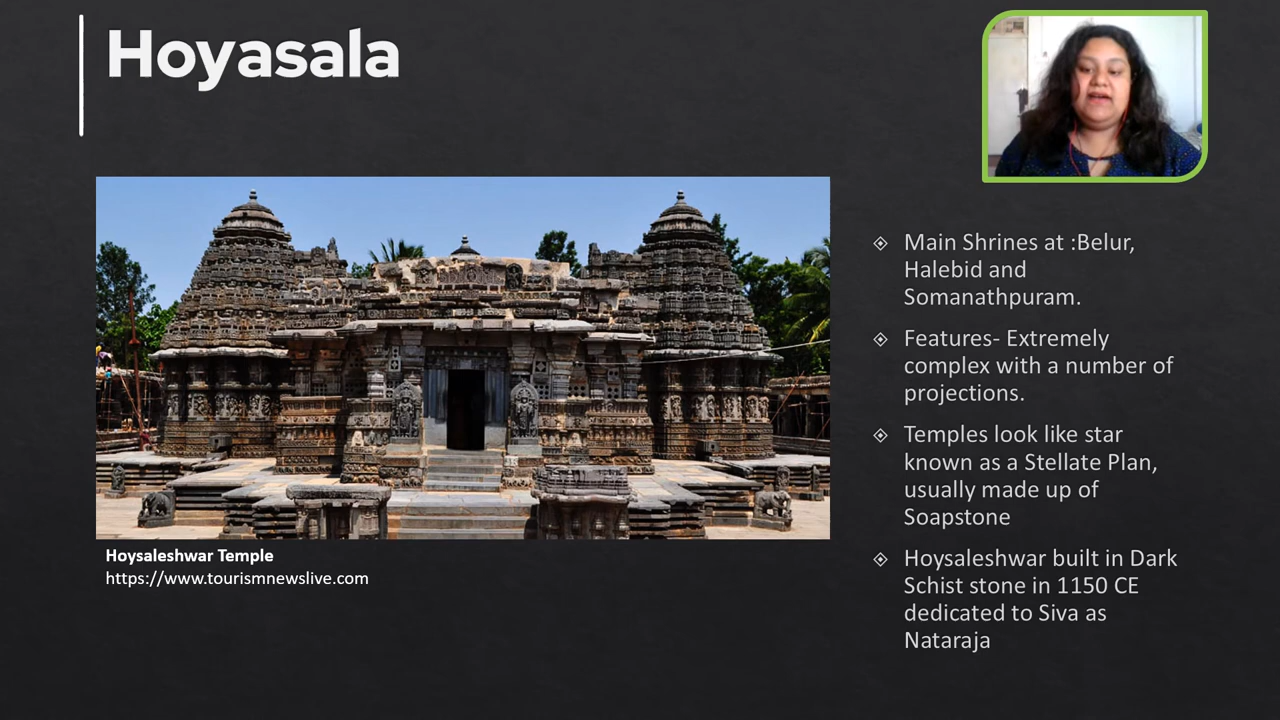 Hoyasala
Hoysaleshwar Temple
https://www.tourismnewslive.com
Main Shrines at :Belur,
Halebid and
Somanathpuram.
Features- Extremely
complex with a number of
projections.
Temples look like star
known as a Stellate Plan,
usually made up of
Soapstone
Hoysaleshwar built in Dark
Schist stone in 1150 CE
dedicated to Siva as
Nataraja